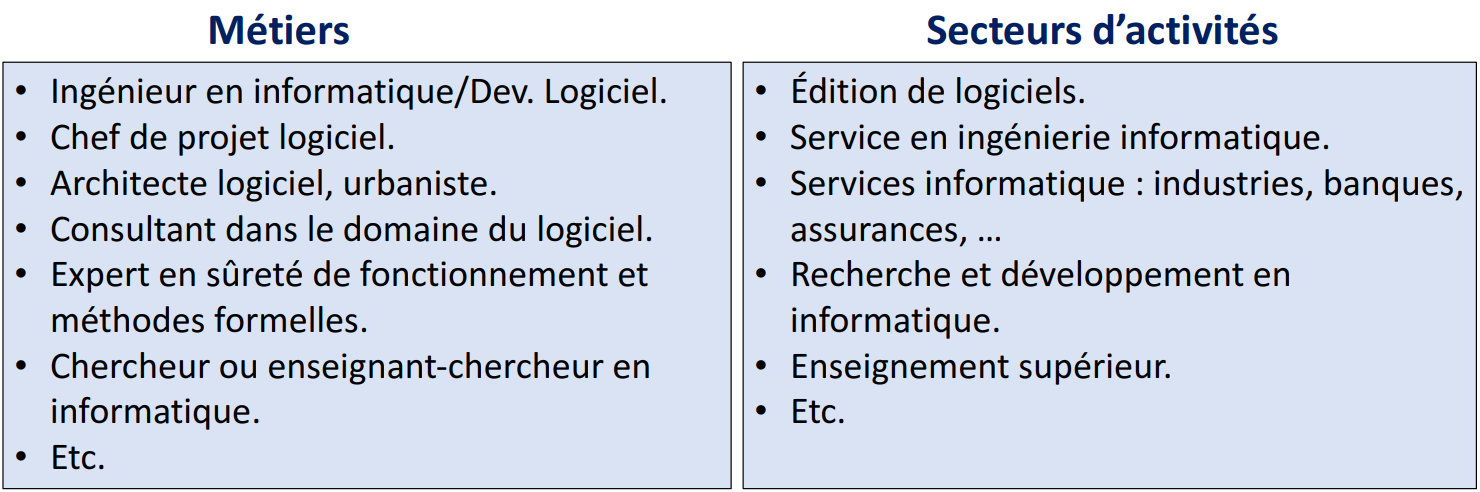 Métiers
• Ingénieur en informatique/Dev. Logiciel.
• Chef de projet logiciel.
• Architecte logiciel, urbaniste.
• Consultant dans le domaine du logiciel.
• Expert en sûreté de fonctionnement et
méthodes formelles.
• Chercheur ou enseignant-chercheur en
informatique.
• Etc.
Secteurs d’activités
• Édition de logiciels.
• Service en ingénierie informatique.
• Services informatique : industries, banques,
assurances, …
• Recherche et développement en
informatique.
• Enseignement supérieur.
• Etc.